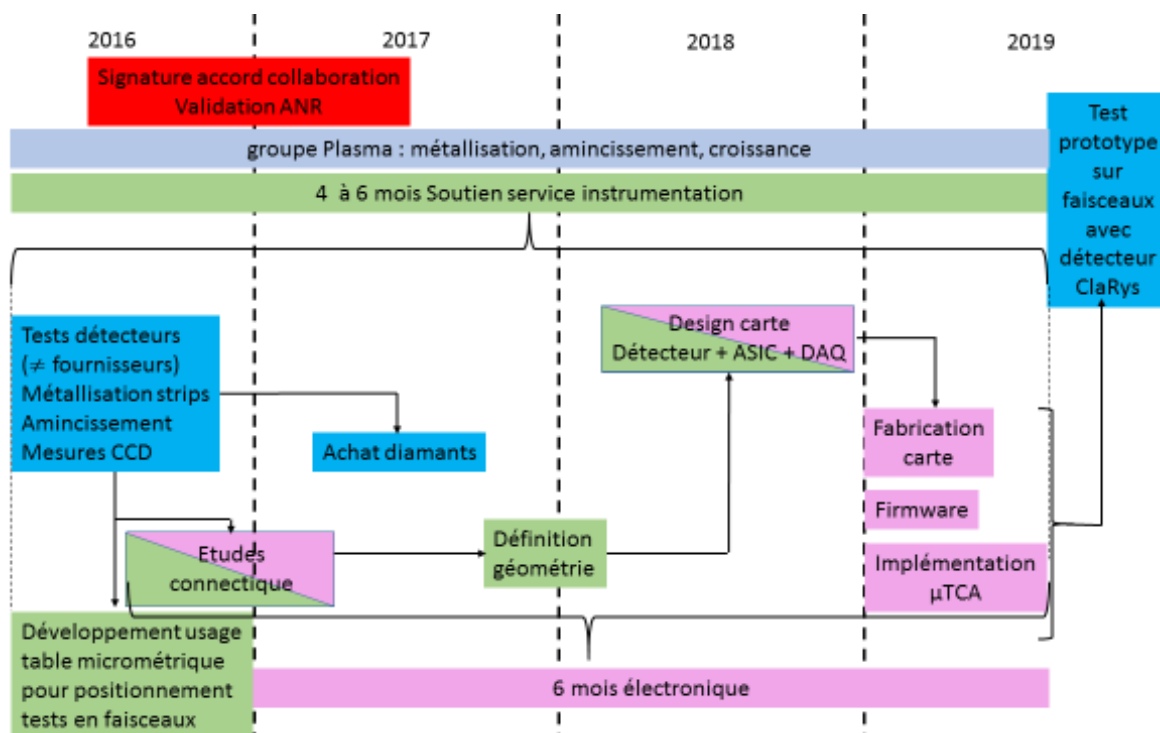 2016
2017
2018
2019
Signature accord collaboration
Validation ANR
groupe Plasma : métallisation, amincissement, croissance
4 à 6 mois Soutien service instrumentation
Test
prototype
sur
faisceaux
avec
détecteur
ClaRys
Tests détecteurs
(≠ fournisseurs)
Métallisation strips
Amincissement
Mesures CCD
Achat diamants
Design carte
Détecteur + ASIC + DAQ
Fabrication
carte
Firmware
Implémentation
µTCA
Etudes
connectique
Définition
géométrie
Développement usage
table micrométrique
pour positionnement
tests en faisceaux
6 mois électronique